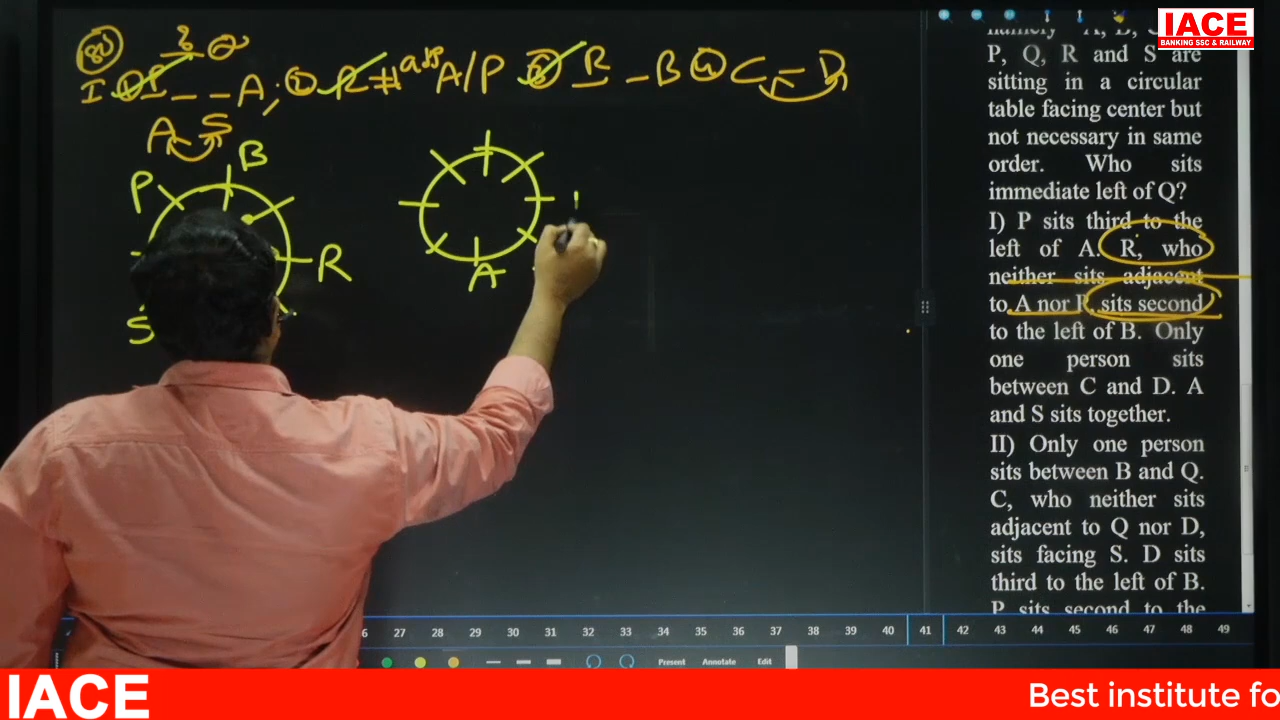 IACE
BANKING SSC & RAILWAY
P, Q, R and S are
sitting in a circular
table facing center but
not necessary in same
order. Who sits
immediate left of Q?
I) P sits third to the
left of A. R, who
neither sits adjacent
to A nor P, sits second
to the left of B. Only
one person sits
between C and D. A
and S sits together.
II) Only one person
sits between B and Q.
C, who neither sits
adjacent to Q nor D,
sits facing S. D sits
third to the left of B.
P sits second to the
I P _ _ A; R ≠ A/P R _ B C _ D
A S
B
P
R
S
A
6 27 28 29 30 31 32 33 34 35 36 37 38 39 40 41 42 43 44 45 46 47 48 49
Present Annotate Edit
IACE
Best institute fo